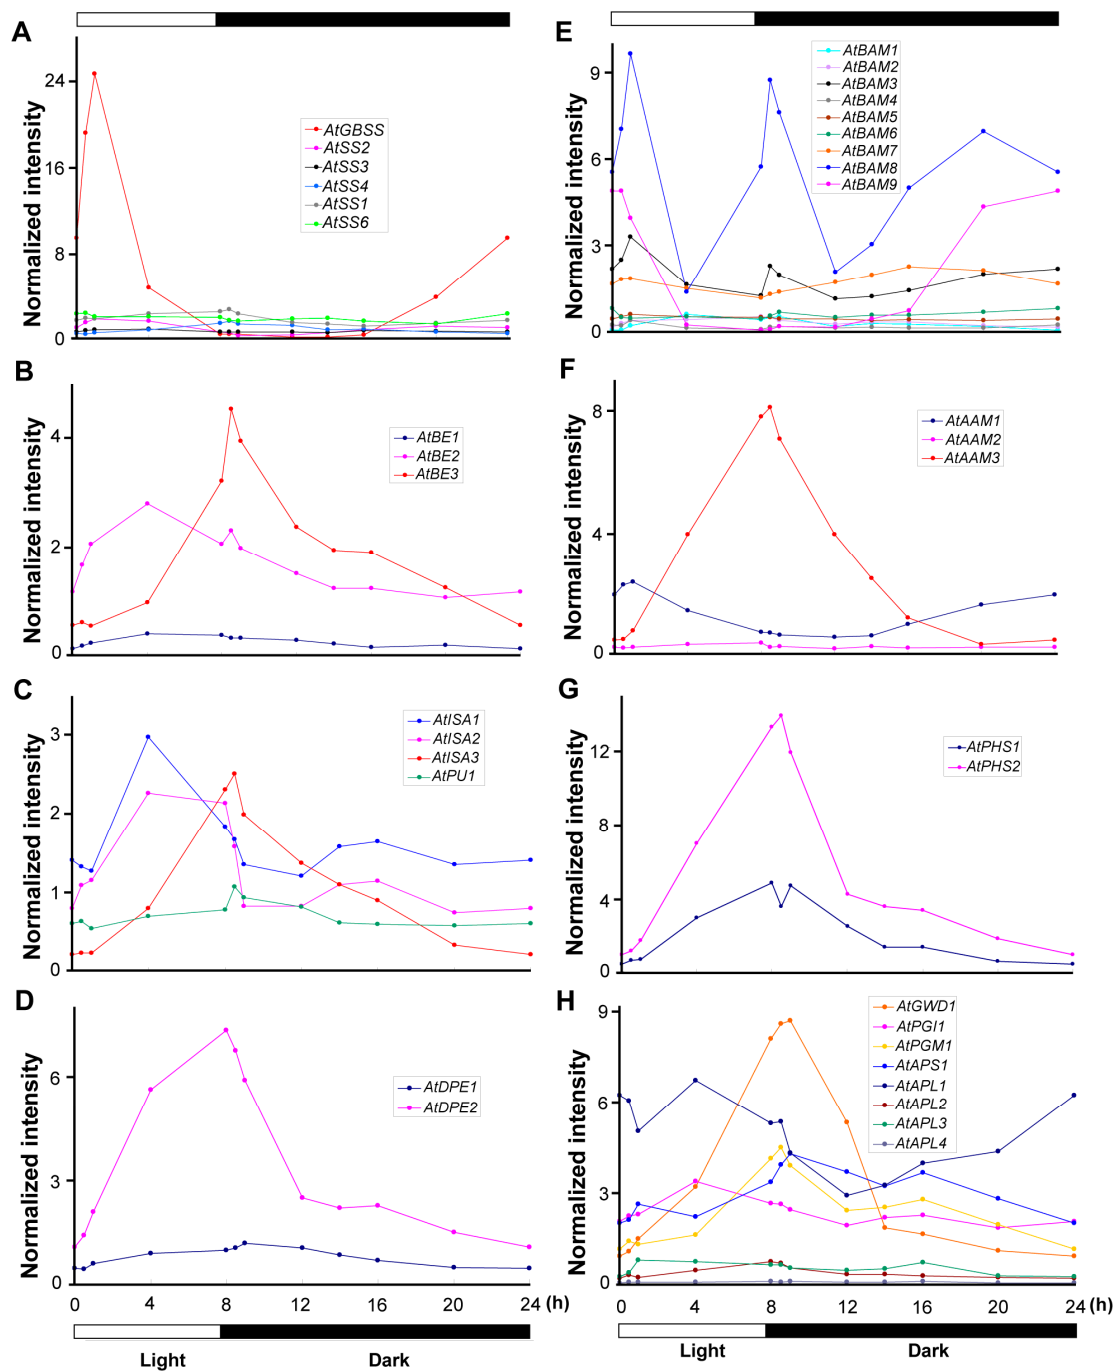 A
Normalized intensity
24
16
8
0
AtGBSS
AtSS2
AtSS3
AtSS4
AtSS1
AtSS6
B
Normalized intensity
4
2
0
AtBE1
AtBE2
AtBE3
C
Normalized intensity
3
2
1
0
AtISA1
AtISA2
AtISA3
AtPU1
D
Normalized intensity
6
3
0
AtDPE1
AtDPE2
0 4 8 12 16 20 24 (h)
Light Dark
E
Normalized intensity
9
6
3
0
AtBAM1
AtBAM2
AtBAM3
AtBAM4
AtBAM5
AtBAM6
AtBAM7
AtBAM8
AtBAM9
F
Normalized intensity
8
4
0
AtAAM1
AtAAM2
AtAAM3
G
Normalized intensity
12
8
4
0
AtPHS1
AtPHS2
H
Normalized intensity
9
6
3
0
AtGWD1
AtPGI1
AtPGM1
AtAPS1
AtAPL1
AtAPL2
AtAPL3
AtAPL4
0 4 8 12 16 20 24 (h)
Light Dark